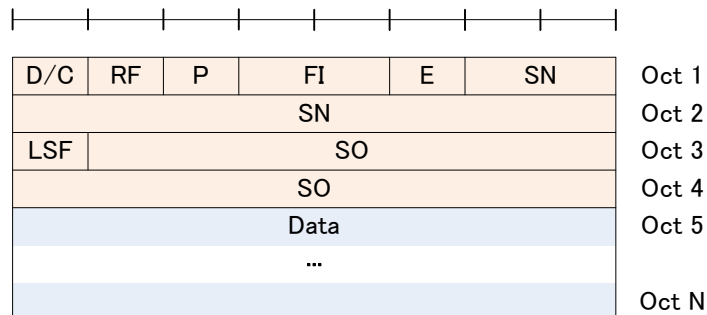 D/C RF P FI E SN Oct 1
SN Oct 2
LSF SO Oct 3
SO Oct 4
Data Oct 5
...
Oct N